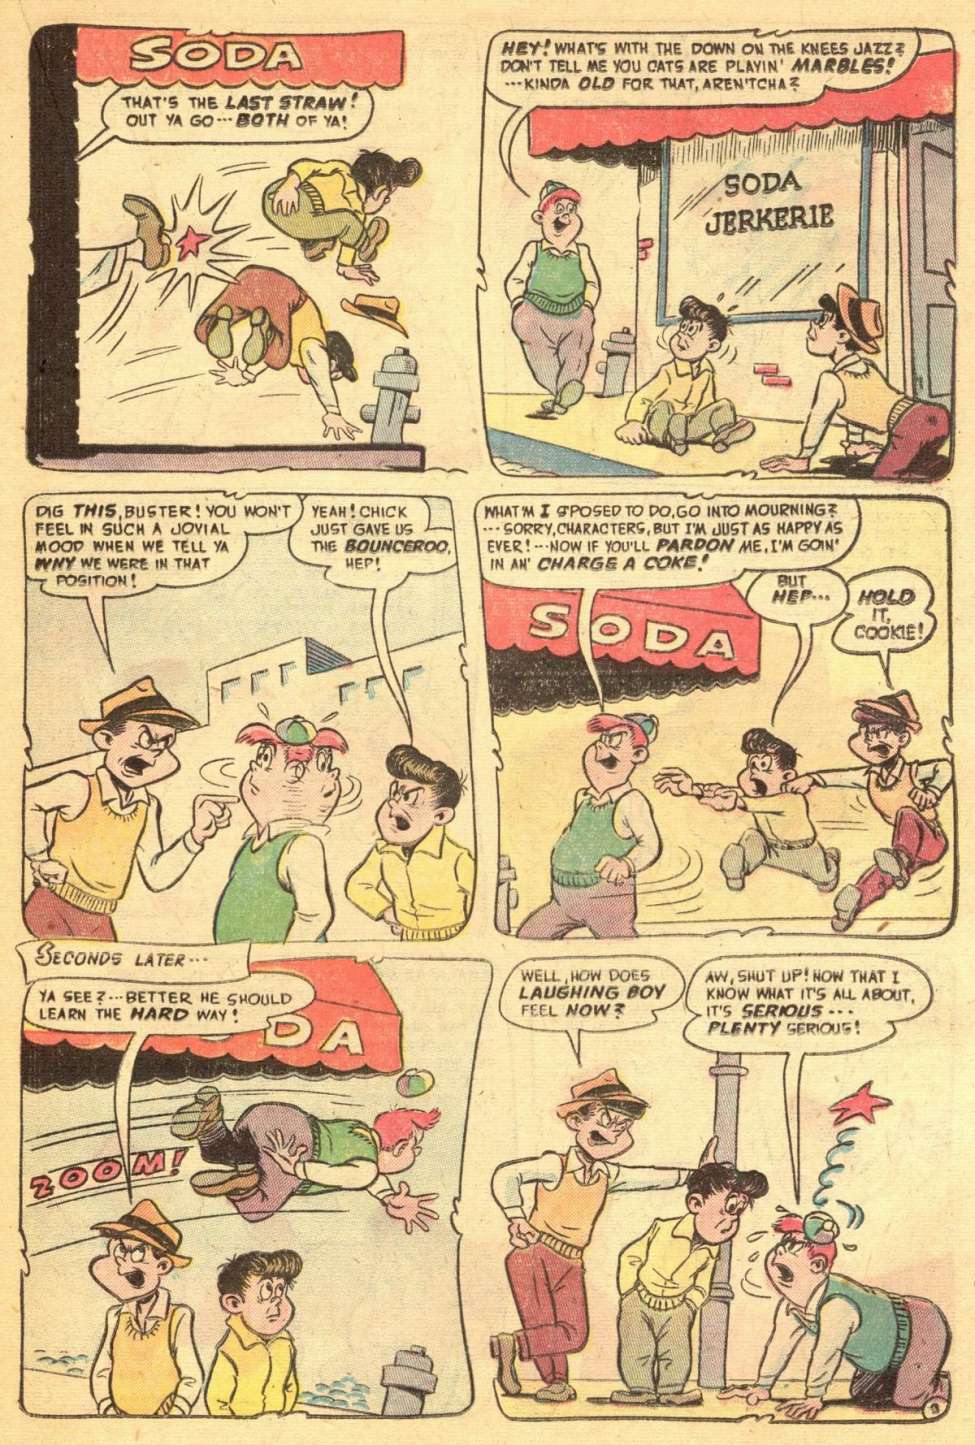 SODA
THAT'S THE LAST STRAW!
OUT YA GO--- BOTH OF YA!
HEY! WHAT'S WITH THE DOWN ON THE KNEES JAZZ?
DON'T TELL ME YOU CATS ARE PLAYIN' MARBLES!
---KINDA OLD FOR THAT, AREN'TCHA?
SODA
JERKERIE
DIG THIS, BUSTER! YOU WON'T
FEEL IN SUCH A JOVIAL
MOOD WHEN WE TELL YA
WHY WE WERE IN THAT
POSITION!
YEAH! CHICK
JUST GAVE US
THE BOUNCEROO,
HEP!
WHAT'M I S'POSED TO DO, GO INTO MOURNING?
---SORRY, CHARACTERS, BUT I'M JUST AS HAPPY AS
EVER!---NOW IF YOU'LL PARDON ME, I'M GOIN'
IN AN' CHARGE A COKE!
BUT
HEP---
HOLD
IT,
COOKIE!
SODA
SECONDS LATER---
YA SEE?---BETTER HE SHOULD
LEARN THE HARD WAY!
DA
ZOOM!
WELL, HOW DOES
LAUGHING BOY
FEEL NOW?
AW, SHUT UP! NOW THAT I
KNOW WHAT IT'S ALL ABOUT,
IT'S SERIOUS---
PLENTY SERIOUS!
3